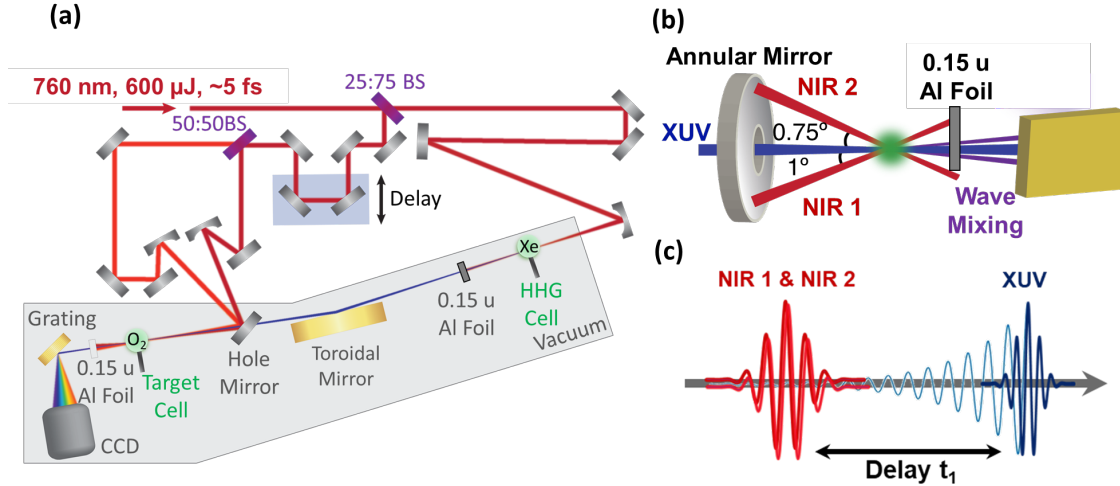 (a)
760 nm, 600 µJ, ~5 fs
25:75 BS
50:50BS
Delay
Xe
HHG
Cell
Vacuum
0.15 u
Al Foil
Toroidal
Mirror
Hole
Mirror
Grating
O2
0.15 u
Al Foil
Target
Cell
CCD
(b)
Annular Mirror
NIR 2
XUV
0.75º
1º
NIR 1
0.15 u
Al Foil
Wave
Mixing
(c)
NIR 1 & NIR 2
XUV
Delay t1